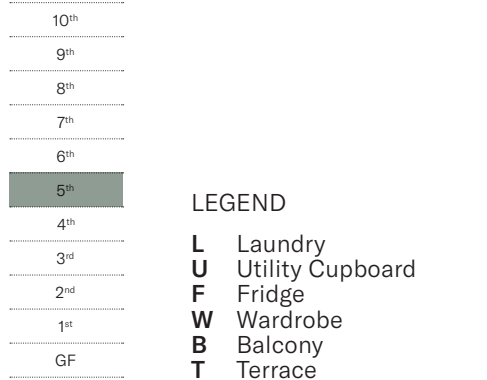 10th
9th
8th
7th
6th
5th
4th
3rd
2nd
1st
GF
LEGEND
L Laundry
U Utility Cupboard
F Fridge
W Wardrobe
B Balcony
T Terrace